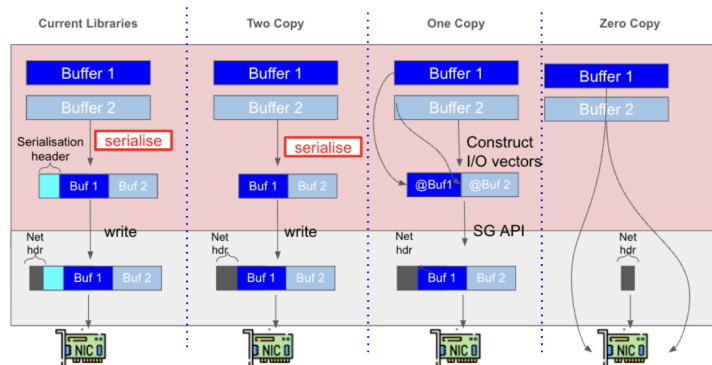 Current Libraries
Two Copy
One Copy
Zero Copy
Buffer 1
Buffer 2
serialise
Serialisation
header
Buf 1
Buf 2
write
Net
hdr
Buf 1
Buf 2
NIC
Buffer 1
Buffer 2
serialise
Buf 1
Buf 2
write
Net
hdr
Buf 1
Buf 2
NIC
Buffer 1
Buffer 2
Construct
I/O vectors
@Buf1
@Buf 2
SG API
Net
hdr
Buf 1
Buf 2
NIC
Buffer 1
Buffer 2
Net
hdr
NIC